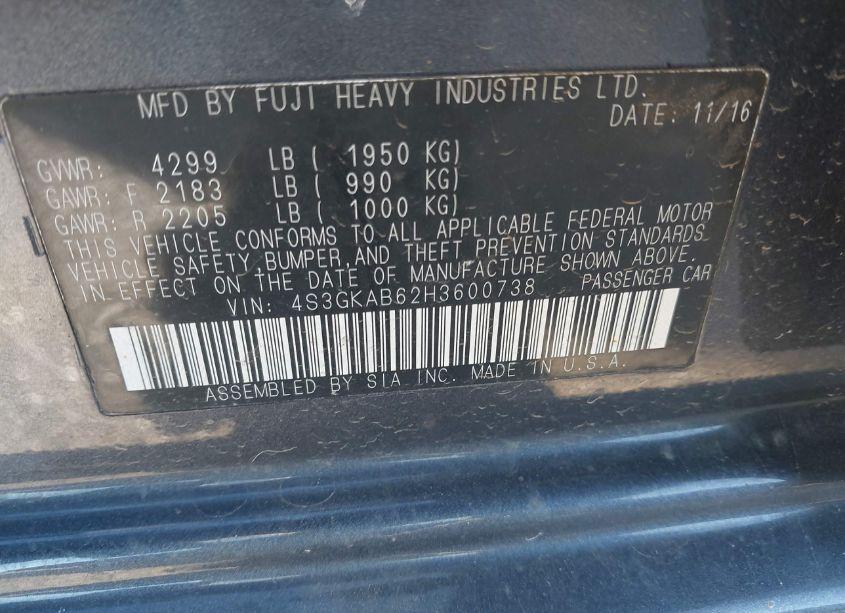 MFD BY FUJI HEAVY INDUSTRIES LTD.
DATE: 11/16
GVWR: 4299 LB ( 1950 KG)
GAWR: F 2183 LB ( 990 KG)
GAWR: R 2205 LB ( 1000 KG)
THIS VEHICLE CONFORMS TO ALL APPLICABLE FEDERAL MOTOR
VEHICLE SAFETY, BUMPER, AND THEFT PREVENTION STANDARDS
IN EFFECT ON THE DATE OF MANUFACTURE SHOWN ABOVE.
VIN: 4S3GKAB62H3600738 PASSENGER CAR
ASSEMBLED BY SIA INC. MADE IN U.S.A.